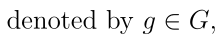 denoted by g ∈ G,